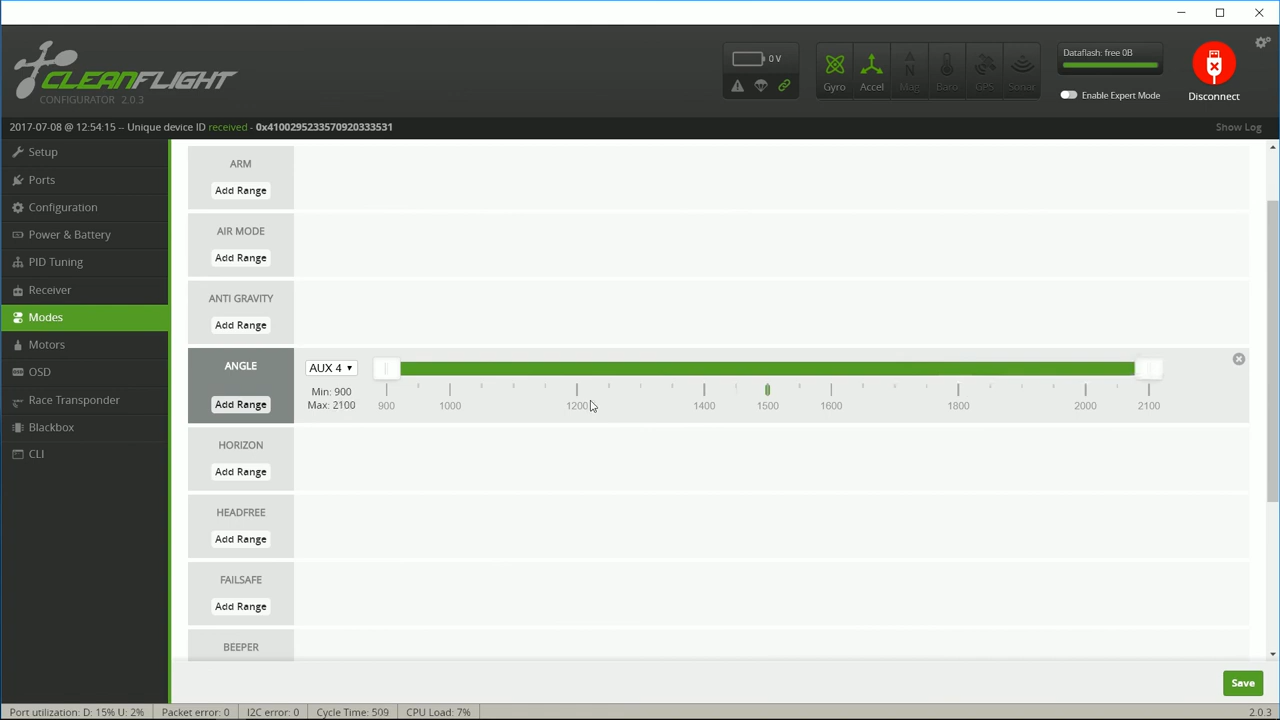 CLEANFLIGHT
CONFIGURATOR 2.0.3
0 V
Gyro
Accel
Mag
Baro
GPS
Sonar
Dataflash: free 0B
Enable Expert Mode
Disconnect
2017-07-08 @ 12:54:15 -- Unique device ID received - 0x4100295233570920333531
Show Log
Setup
Ports
Configuration
Power & Battery
PID Tuning
Receiver
Modes
Motors
OSD
Race Transponder
Blackbox
CLI
ARM
Add Range
AIR MODE
Add Range
ANTI GRAVITY
Add Range
ANGLE
Add Range
AUX 4
Min: 900
Max: 2100
900 1000 1200 1400 1500 1600 1800 2000 2100
HORIZON
Add Range
HEADFREE
Add Range
FAILSAFE
Add Range
BEEPER
Save
Port utilization: D: 15% U: 2% Packet error: 0 I2C error: 0 Cycle Time: 509 CPU Load: 7% 2.0.3